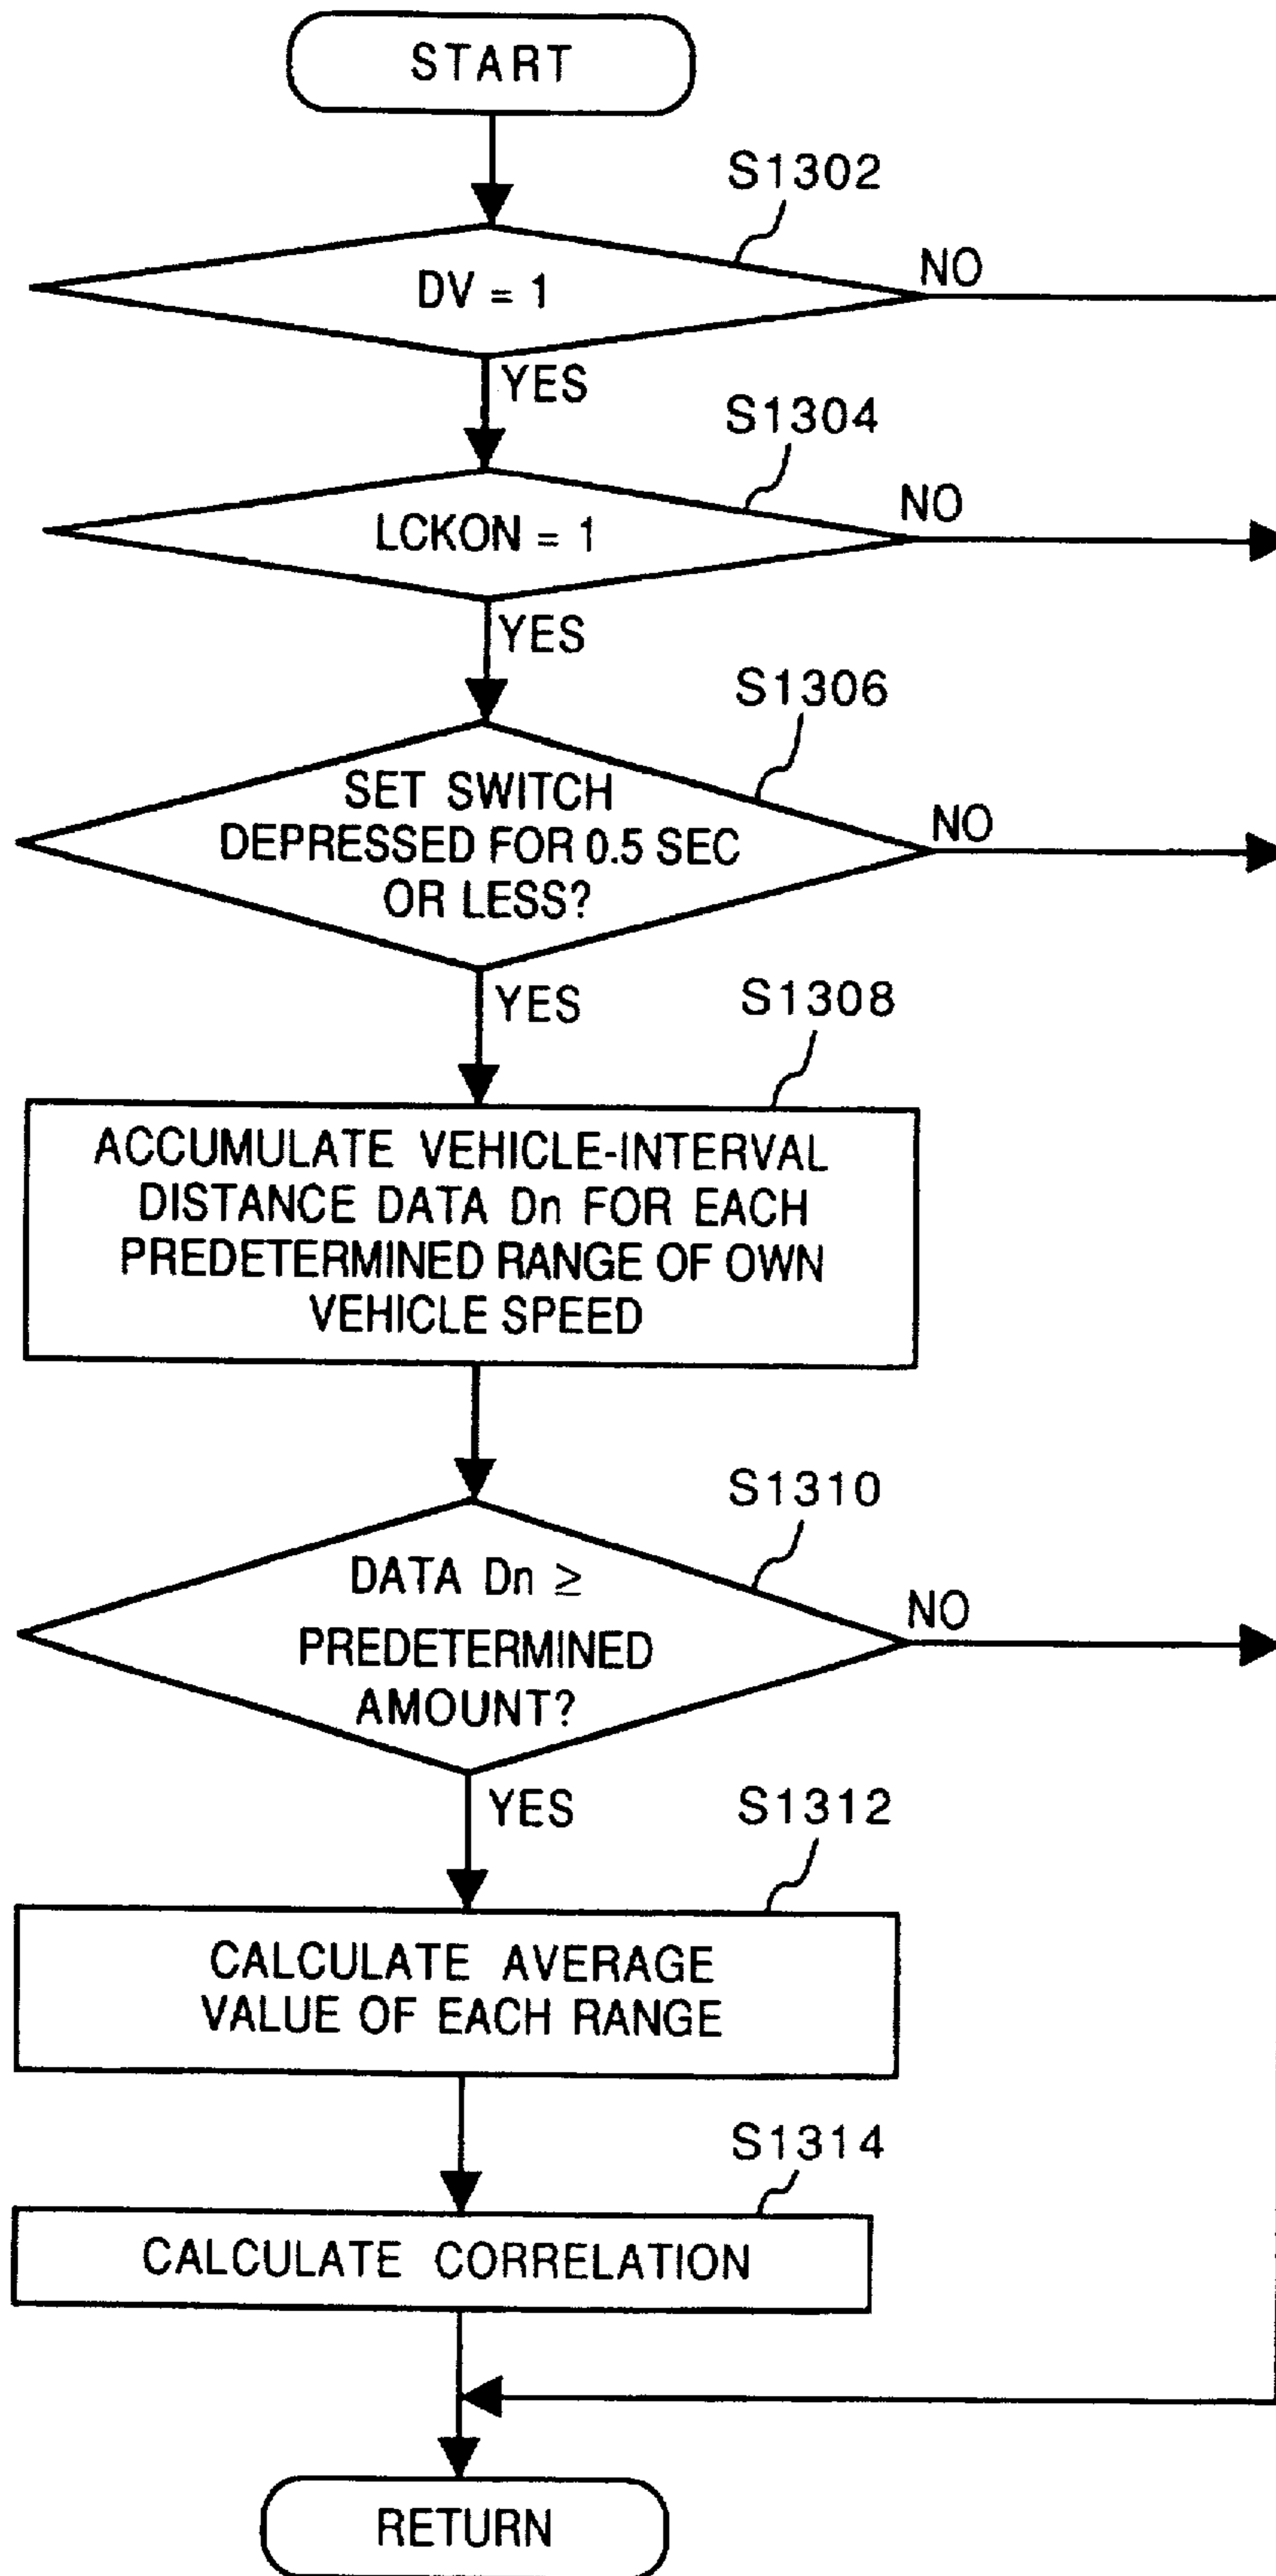 START
S1302
DV = 1
NO
YES
S1304
LCKON = 1
NO
YES
S1306
SET SWITCH
DEPRESSED FOR 0.5 SEC
OR LESS?
NO
YES
S1308
ACCUMULATE VEHICLE-INTERVAL
DISTANCE DATA Dn FOR EACH
PREDETERMINED RANGE OF OWN
VEHICLE SPEED
S1310
DATA Dn ≥
PREDETERMINED
AMOUNT?
NO
YES
S1312
CALCULATE AVERAGE
VALUE OF EACH RANGE
S1314
CALCULATE CORRELATION
RETURN